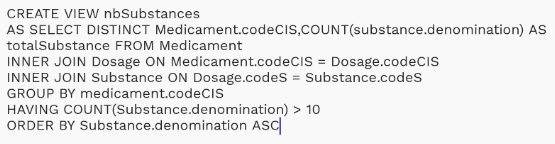 CREATE VIEW nbSubstances
AS SELECT DISTINCT Medicament.codeCIS,COUNT(substance.denomination) AS
totalSubstance FROM Medicament
INNER JOIN Dosage ON Medicament.codeCIS = Dosage.codeCIS
INNER JOIN Substance ON Dosage.codeS = Substance.codeS
GROUP BY medicament.codeCIS
HAVING COUNT(Substance.denomination) > 10
ORDER BY Substance.denomination ASC